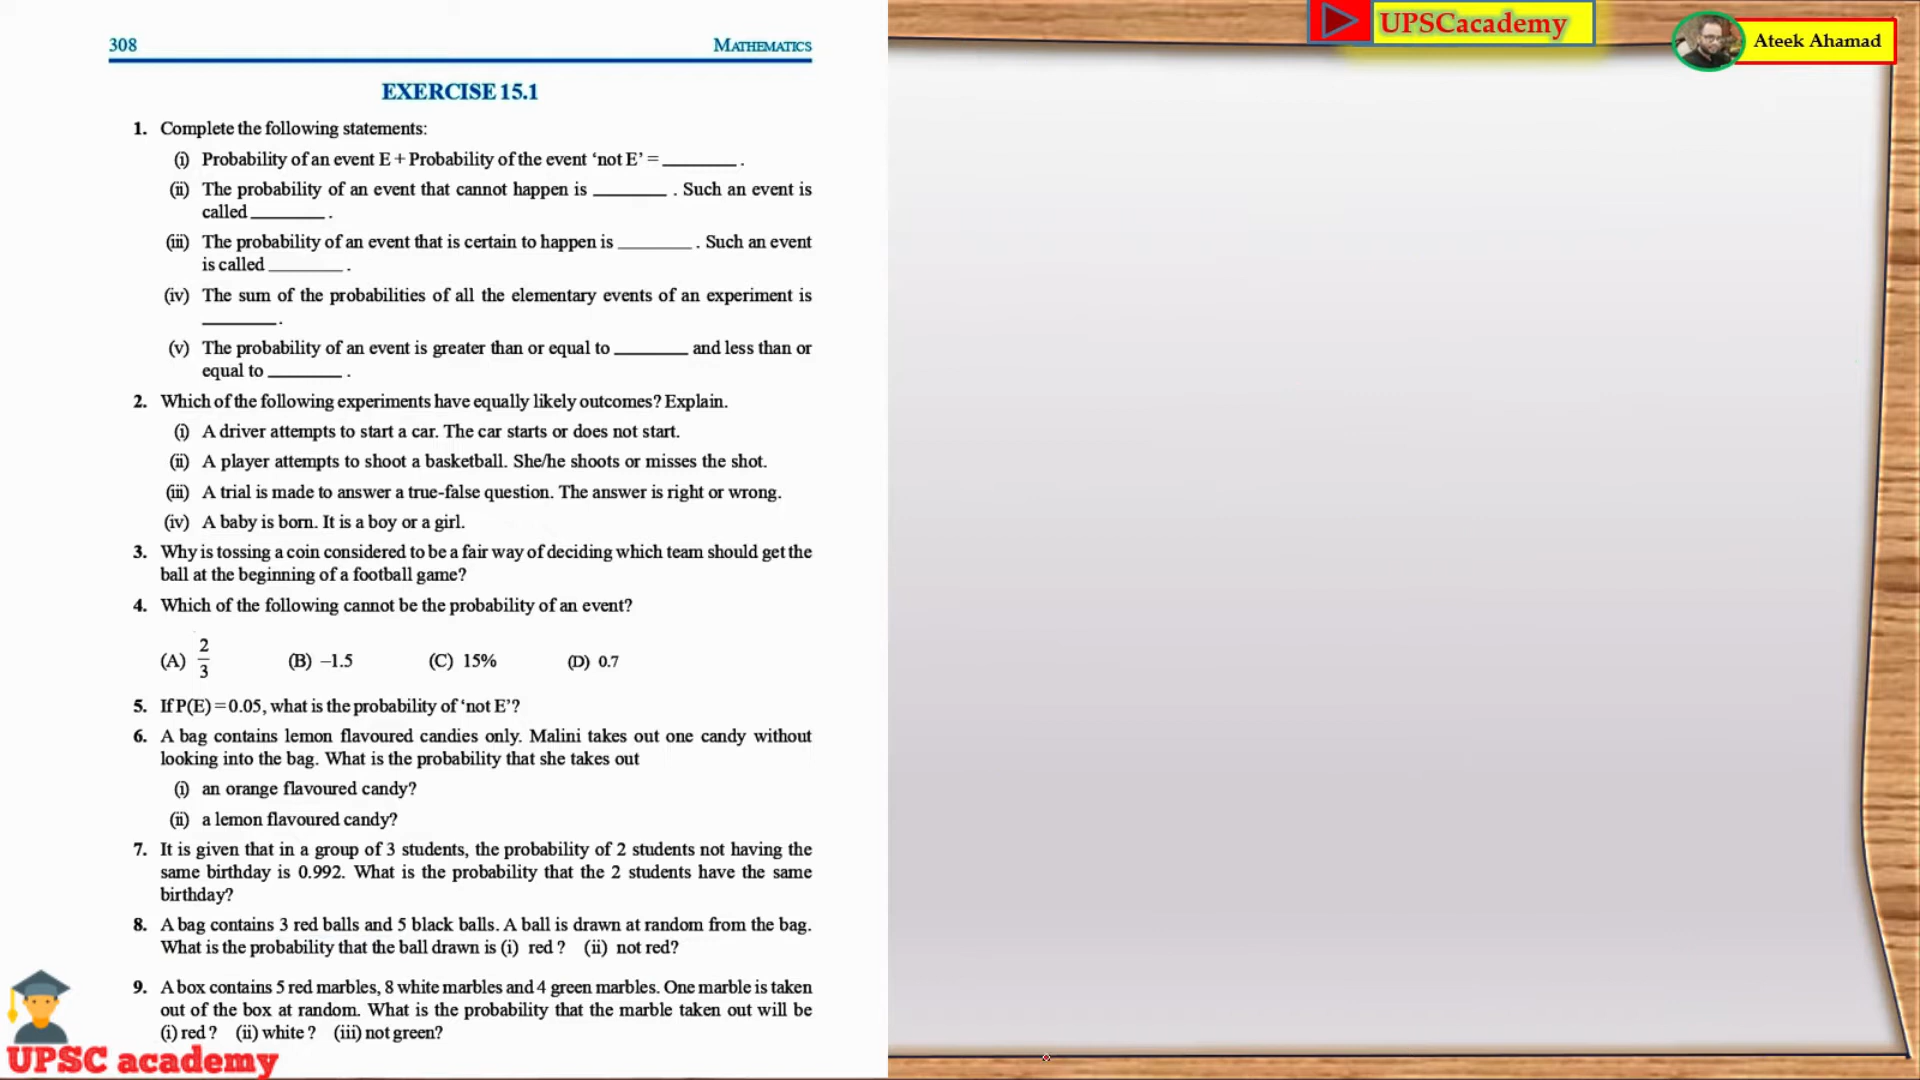 308 MATHEMATICS
EXERCISE 15.1
1. Complete the following statements:
(i) Probability of an event E + Probability of the event ‘not E’ = ________ .
(ii) The probability of an event that cannot happen is ________ . Such an event is
called ________ .
(iii) The probability of an event that is certain to happen is ________ . Such an event
is called ________ .
(iv) The sum of the probabilities of all the elementary events of an experiment is
________ .
(v) The probability of an event is greater than or equal to ________ and less than or
equal to ________ .
2. Which of the following experiments have equally likely outcomes? Explain.
(i) A driver attempts to start a car. The car starts or does not start.
(ii) A player attempts to shoot a basketball. She/he shoots or misses the shot.
(iii) A trial is made to answer a true-false question. The answer is right or wrong.
(iv) A baby is born. It is a boy or a girl.
3. Why is tossing a coin considered to be a fair way of deciding which team should get the
ball at the beginning of a football game?
4. Which of the following cannot be the probability of an event?
(A) 2/3 (B) –1.5 (C) 15% (D) 0.7
5. If P(E) = 0.05, what is the probability of ‘not E’?
6. A bag contains lemon flavoured candies only. Malini takes out one candy without
looking into the bag. What is the probability that she takes out
(i) an orange flavoured candy?
(ii) a lemon flavoured candy?
7. It is given that in a group of 3 students, the probability of 2 students not having the
same birthday is 0.992. What is the probability that the 2 students have the same
birthday?
8. A bag contains 3 red balls and 5 black balls. A ball is drawn at random from the bag.
What is the probability that the ball drawn is (i) red ? (ii) not red?
9. A box contains 5 red marbles, 8 white marbles and 4 green marbles. One marble is taken
out of the box at random. What is the probability that the marble taken out will be
(i) red ? (ii) white ? (iii) not green?
UPSC academy
UPSCacademy
Ateek Ahamad